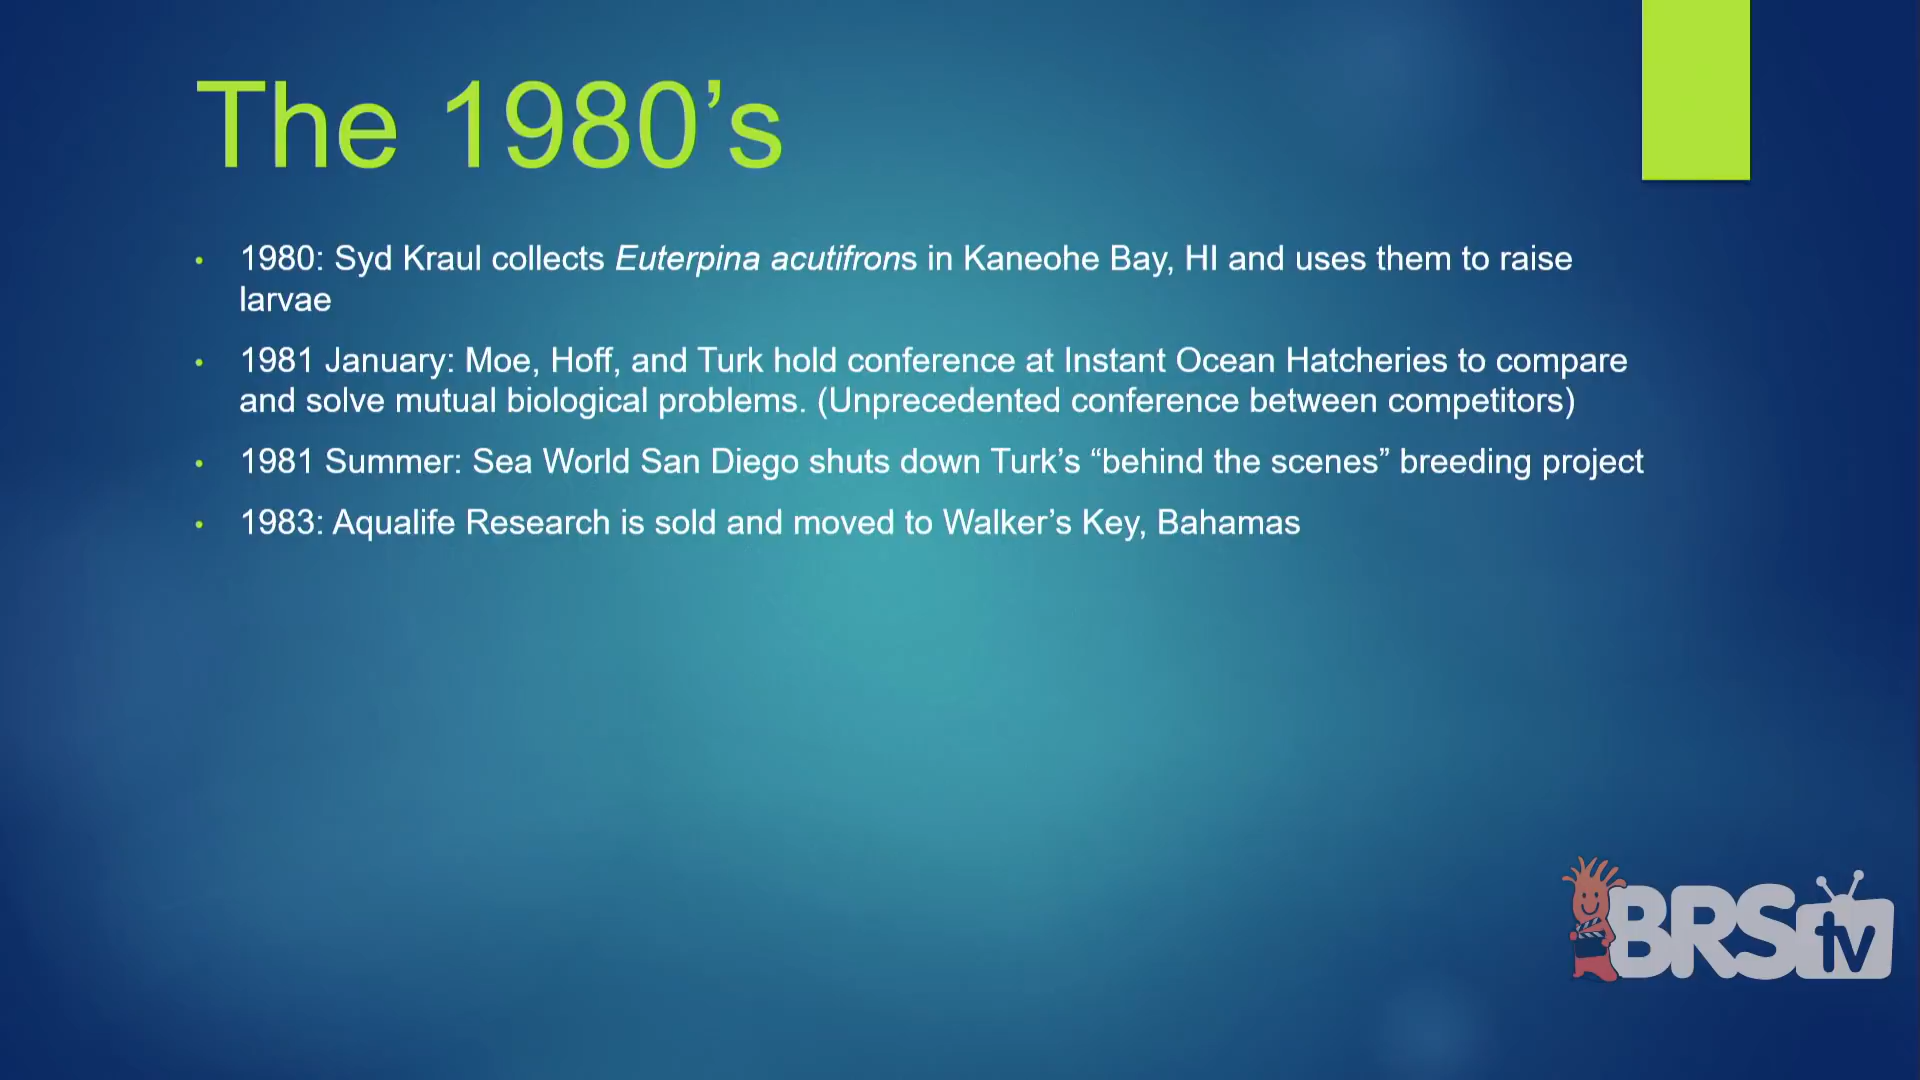 The 1980’s
• 1980: Syd Kraul collects Euterpina acutifrons in Kaneohe Bay, HI and uses them to raise
larvae
• 1981 January: Moe, Hoff, and Turk hold conference at Instant Ocean Hatcheries to compare
and solve mutual biological problems. (Unprecedented conference between competitors)
• 1981 Summer: Sea World San Diego shuts down Turk’s “behind the scenes” breeding project
• 1983: Aqualife Research is sold and moved to Walker’s Key, Bahamas
BRStv